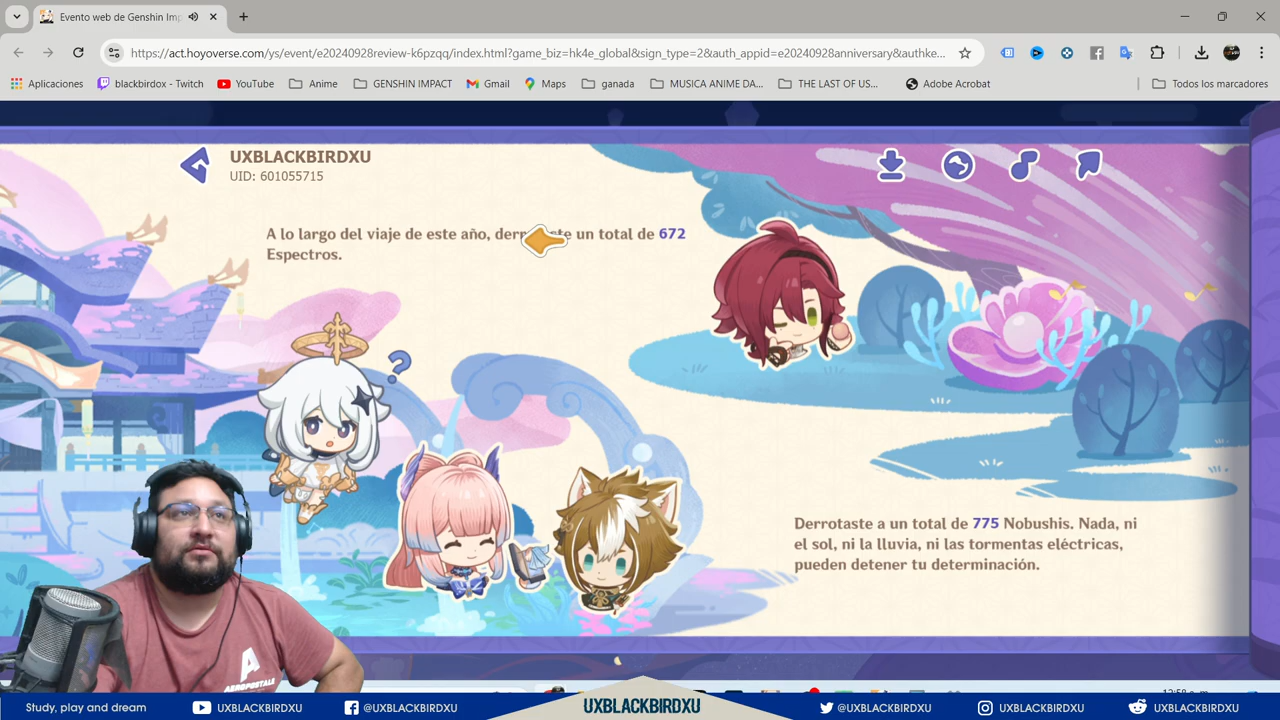 Evento web de Genshin Imp
https://act.hoyoverse.com/ys/event/e20240928review-k6pzqq/index.html?game_biz=hk4e_global&sign_type=2&auth_appid=e20240928anniversary&authke...
Aplicaciones
blackbirdox - Twitch
YouTube
Anime
GENSHIN IMPACT
Gmail
Maps
ganada
MUSICA ANIME DA...
THE LAST OF US...
Adobe Acrobat
Todos los marcadores
UXBLACKBIRDXU
UID: 601055715
A lo largo del viaje de este año, un total de 672
Espectros.
?
Derrotaste a un total de 775 Nobushis. Nada, ni
el sol, ni la lluvia, ni las tormentas eléctricas,
pueden detener tu determinación.
A
AEROPOSTALE
Study, play and dream
UXBLACKBIRDXU
@UXBLACKBIRDXU
UXBLACKBIRDXU
@UXBLACKBIRDXU
UXBLACKBIRDXU
UXBLACKBIRDXU